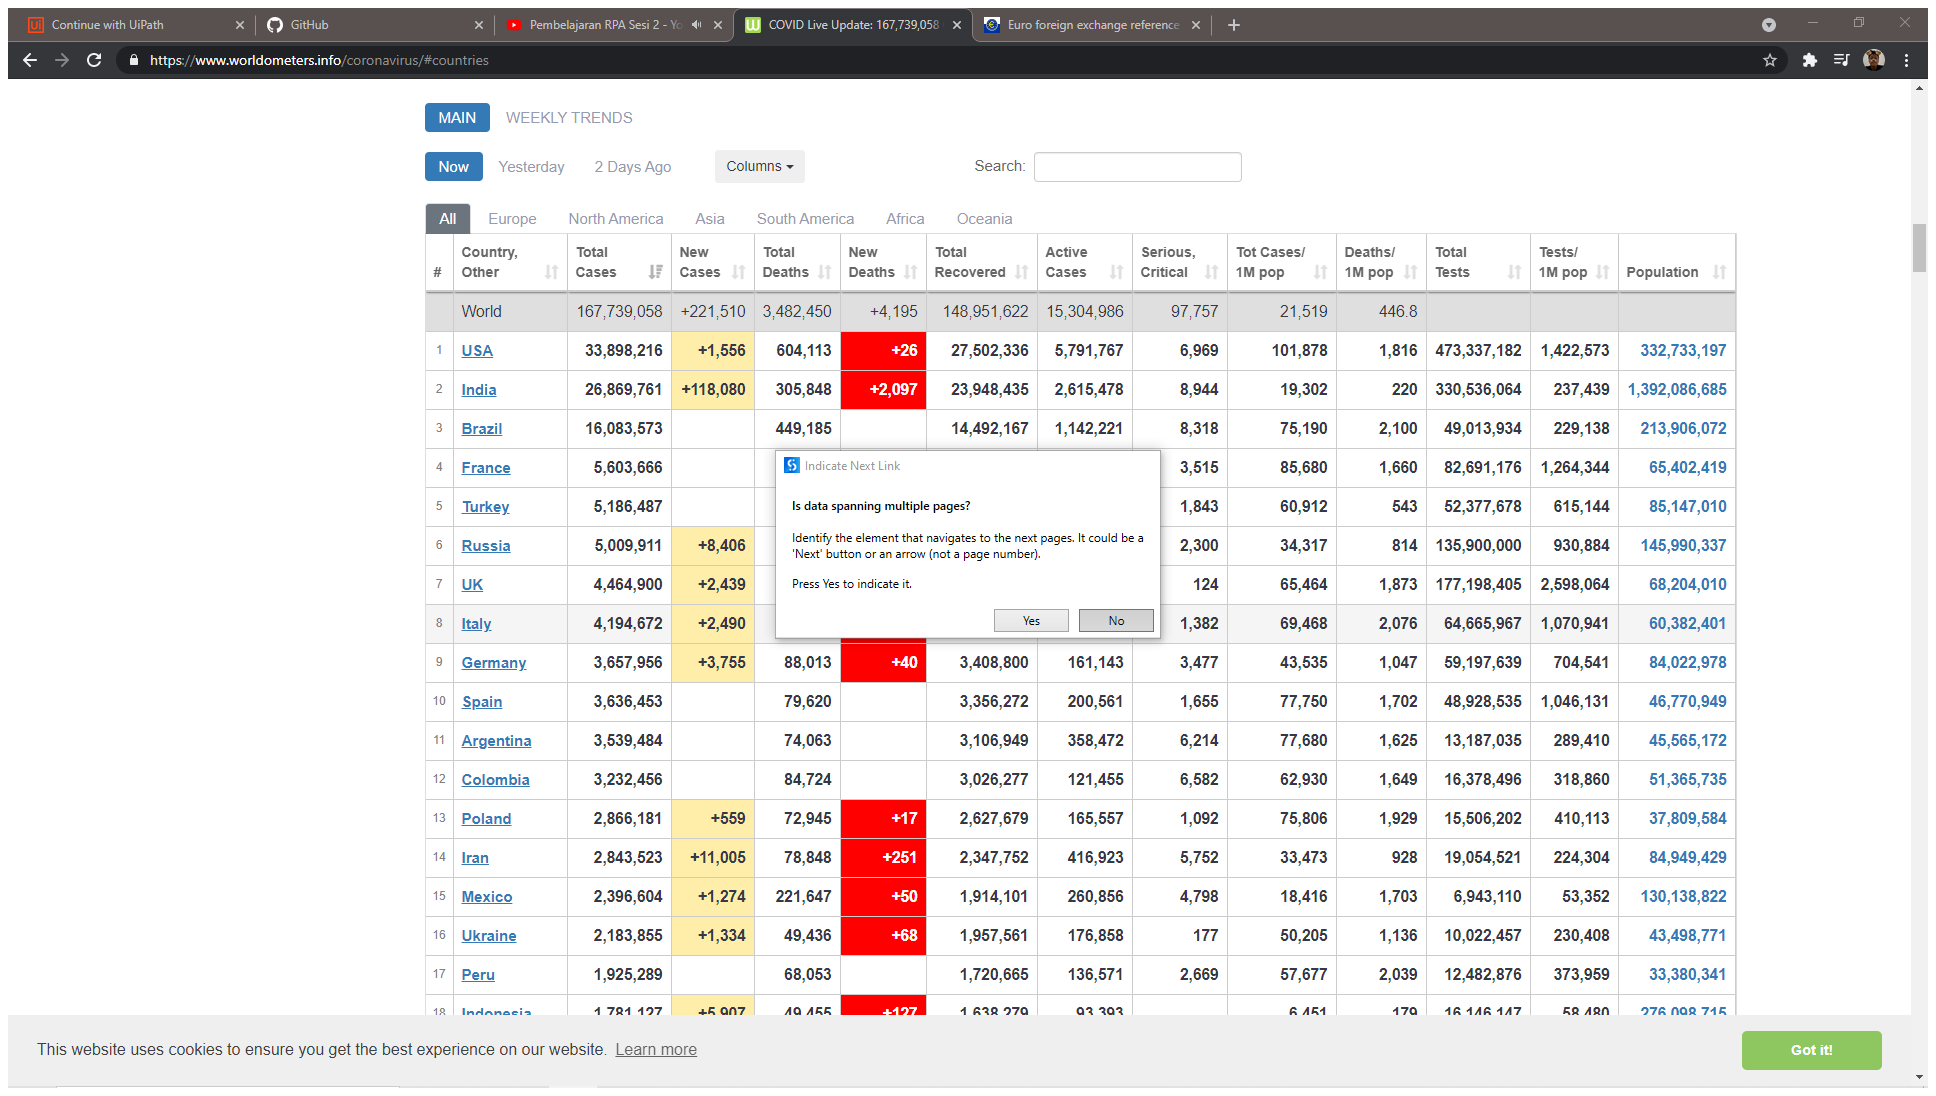 Continue with UiPath GitHub Pembelajaran RPA Sesi 2 - Yo COVID Live Update: 167,739,058 Euro foreign exchange reference
https://www.worldometers.info/coronavirus/#countries
MAIN WEEKLY TRENDS
Now Yesterday 2 Days Ago Columns Search:
All Europe North America Asia South America Africa Oceania
# Country, Other Total Cases New Cases Total Deaths New Deaths Total Recovered Active Cases Serious, Critical Tot Cases/ 1M pop Deaths/ 1M pop Total Tests Tests/ 1M pop Population
World 167,739,058 +221,510 3,482,450 +4,195 148,951,622 15,304,986 97,757 21,519 446.8
1 USA 33,898,216 +1,556 604,113 +26 27,502,336 5,791,767 6,969 101,878 1,816 473,337,182 1,422,573 332,733,197
2 India 26,869,761 +118,080 305,848 +2,097 23,948,435 2,615,478 8,944 19,302 220 330,536,064 237,439 1,392,086,685
3 Brazil 16,083,573 449,185 14,492,167 1,142,221 8,318 75,190 2,100 49,013,934 229,138 213,906,072
4 France 5,603,666 3,515 85,680 1,660 82,691,176 1,264,344 65,402,419
5 Turkey 5,186,487 1,843 60,912 543 52,377,678 615,144 85,147,010
6 Russia 5,009,911 +8,406 2,300 34,317 814 135,900,000 930,884 145,990,337
7 UK 4,464,900 +2,439 124 65,464 1,873 177,198,405 2,598,064 68,204,010
8 Italy 4,194,672 +2,490 1,382 69,468 2,076 64,665,967 1,070,941 60,382,401
Indicate Next Link
Is data spanning multiple pages?
Identify the element that navigates to the next pages. It could be a
'Next' button or an arrow (not a page number).
Press Yes to indicate it.
Yes No
9 Germany 3,657,956 +3,755 88,013 +40 3,408,800 161,143 3,477 43,535 1,047 59,197,639 704,541 84,022,978
10 Spain 3,636,453 79,620 3,356,272 200,561 1,655 77,750 1,702 48,928,535 1,046,131 46,770,949
11 Argentina 3,539,484 74,063 3,106,949 358,472 6,214 77,680 1,625 13,187,035 289,410 45,565,172
12 Colombia 3,232,456 84,724 3,026,277 121,455 6,582 62,930 1,649 16,378,496 318,860 51,365,735
13 Poland 2,866,181 +559 72,945 +17 2,627,679 165,557 1,092 75,806 1,929 15,506,202 410,113 37,809,584
14 Iran 2,843,523 +11,005 78,848 +251 2,347,752 416,923 5,752 33,473 928 19,054,521 224,304 84,949,429
15 Mexico 2,396,604 +1,274 221,647 +50 1,914,101 260,856 4,798 18,416 1,703 6,943,110 53,352 130,138,822
16 Ukraine 2,183,855 +1,334 49,436 +68 1,957,561 176,858 177 50,205 1,136 10,022,457 230,408 43,498,771
17 Peru 1,925,289 68,053 1,720,665 136,571 2,669 57,677 2,039 12,482,876 373,959 33,380,341
18 Indonesia 1,781,127 +5,907 49,455 +127 1,638,279 93,393 6,451 179 16,146,147 58,480 276,098,715
This website uses cookies to ensure you get the best experience on our website. Learn more Got it!